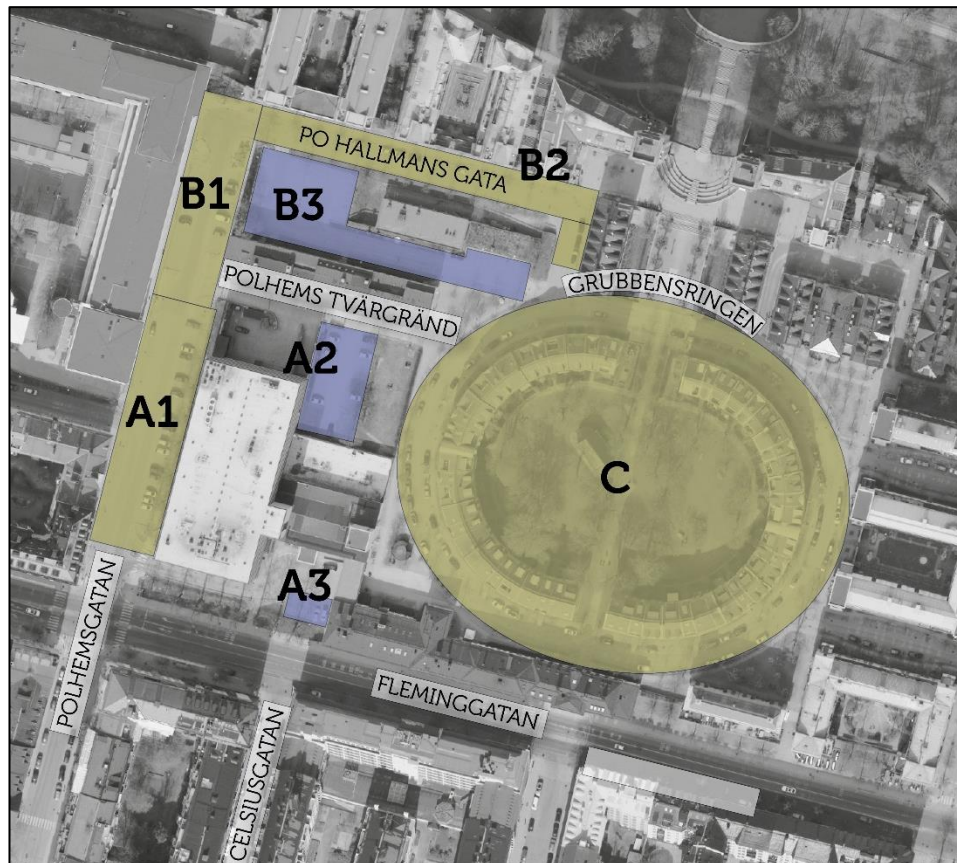 PO HALLMANS GATA
B2
B1
B3
POLHEMS TVÄRGRÄND
GRUBBENSRINGEN
A2
A1
C
A3
POLHEMSGATAN
FLEMINGGATAN
CELSIUSGATAN